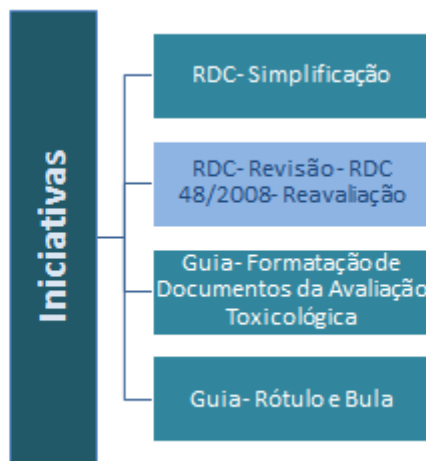 Iniciativas
RDC- Simplificação
RDC- Revisão - RDC
48/2008- Reavaliação
Guia- Formatação de
Documentos da Avaliação
Toxicológica
Guia- Rótulo e Bula